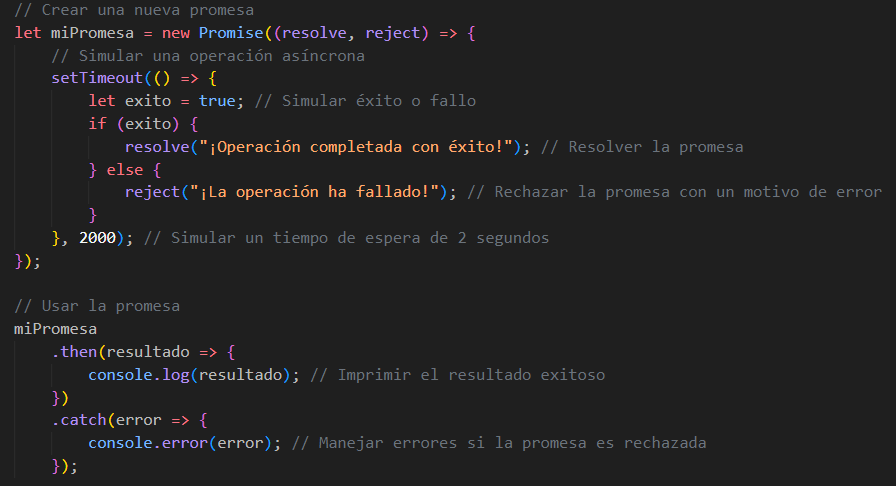 // Crear una nueva promesa
let miPromesa = new Promise((resolve, reject) => {
    // Simular una operación asíncrona
    setTimeout(() => {
        let exito = true; // Simular éxito o fallo
        if (exito) {
            resolve("¡Operación completada con éxito!"); // Resolver la promesa
        } else {
            reject("¡La operación ha fallado!"); // Rechazar la promesa con un motivo de error
        }
    }, 2000); // Simular un tiempo de espera de 2 segundos
});

// Usar la promesa
miPromesa
    .then(resultado => {
        console.log(resultado); // Imprimir el resultado exitoso
    })
    .catch(error => {
        console.error(error); // Manejar errores si la promesa es rechazada
    });